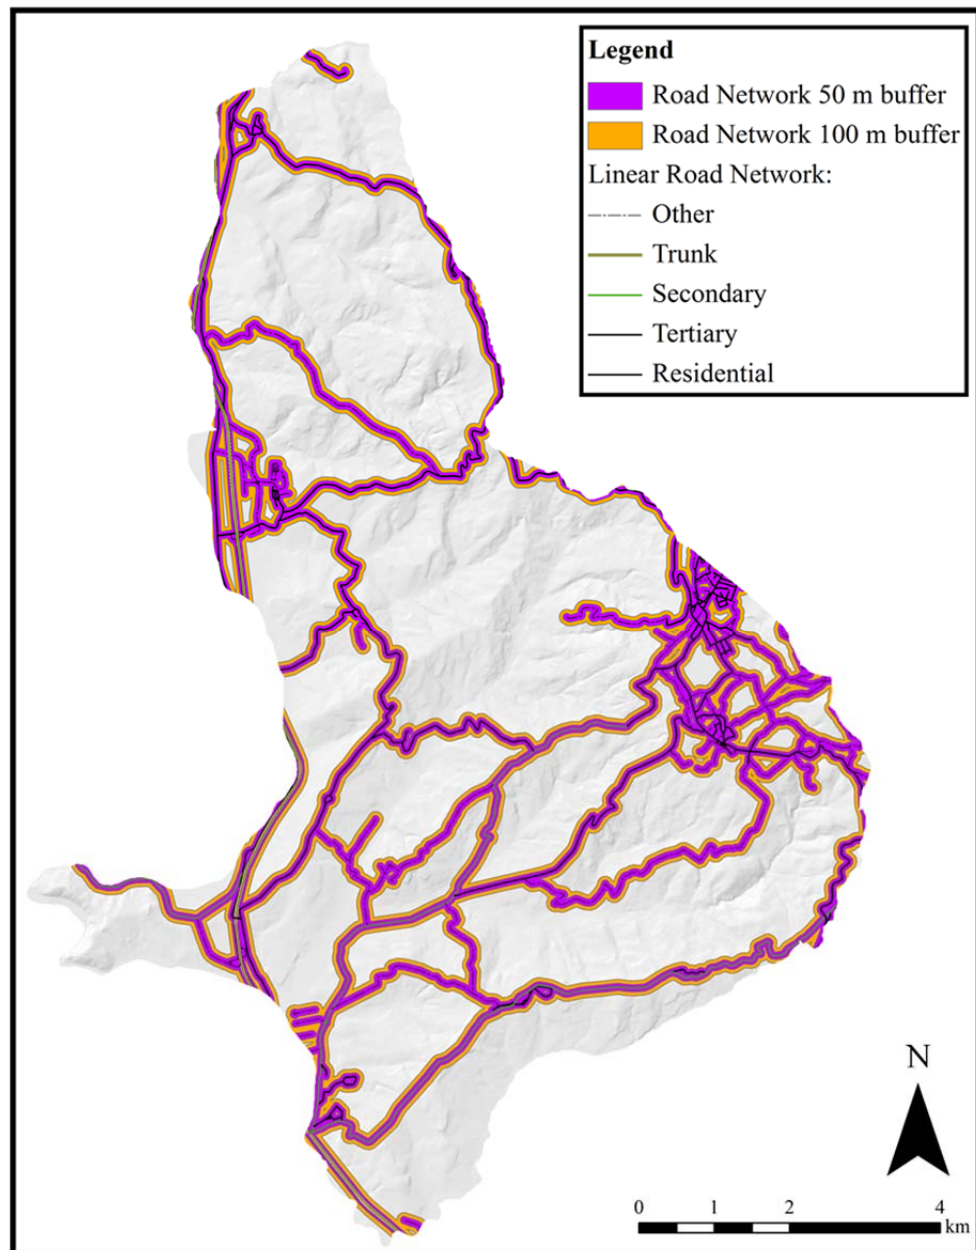 Legend
Road Network 50 m buffer
Road Network 100 m buffer
Linear Road Network:
Other
Trunk
Secondary
Tertiary
Residential
N
0 1 2 4
km